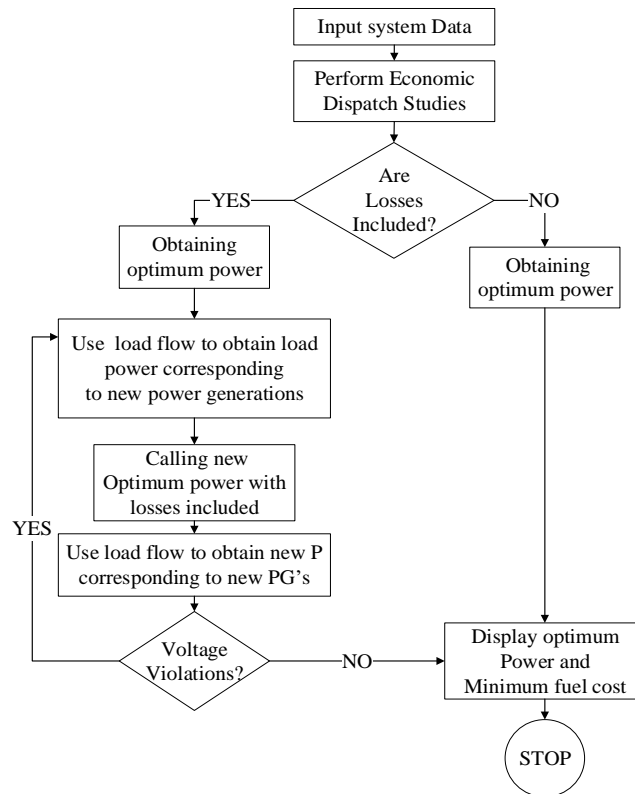 Input system Data
Perform Economic
Dispatch Studies
Are
Losses
Included?
YES
NO
Obtaining
optimum power
Obtaining
optimum power
Use load flow to obtain load
power corresponding
to new power generations
Calling new
Optimum power with
losses included
YES
Use load flow to obtain new P
corresponding to new PG's
Voltage
Violations?
NO
Display optimum
Power and
Minimum fuel cost
STOP